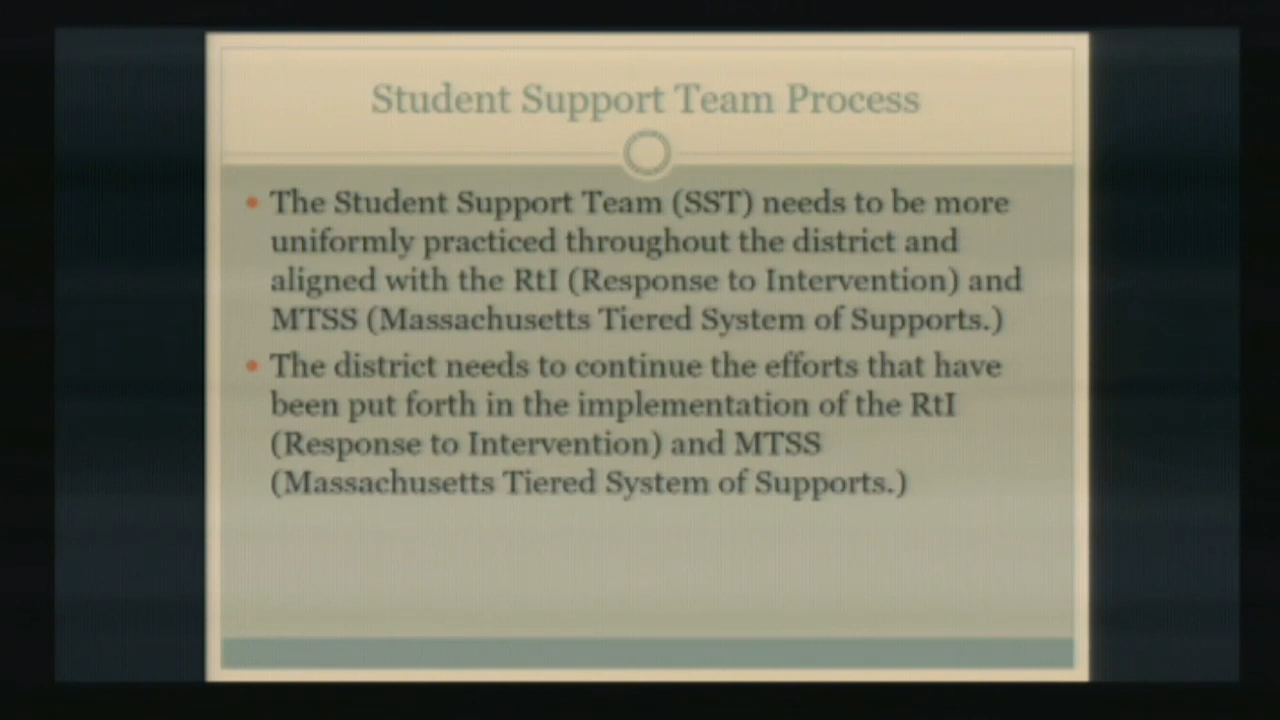 Student Support Team Process
The Student Support Team (SST) needs to be more
uniformly practiced throughout the district and
aligned with the RtI (Response to Intervention) and
MTSS (Massachusetts Tiered System of Supports.)
The district needs to continue the efforts that have
been put forth in the implementation of the RtI
(Response to Intervention) and MTSS
(Massachusetts Tiered System of Supports.)